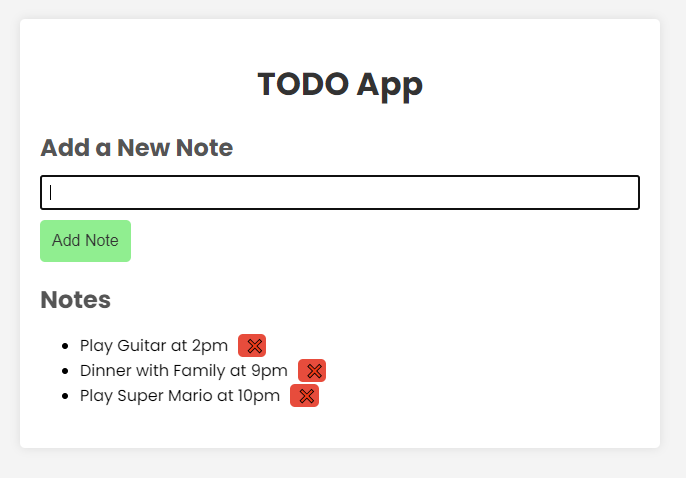 TODO App
Add a New Note
Add Note
Notes
Play Guitar at 2pm
Dinner with Family at 9pm
Play Super Mario at 10pm